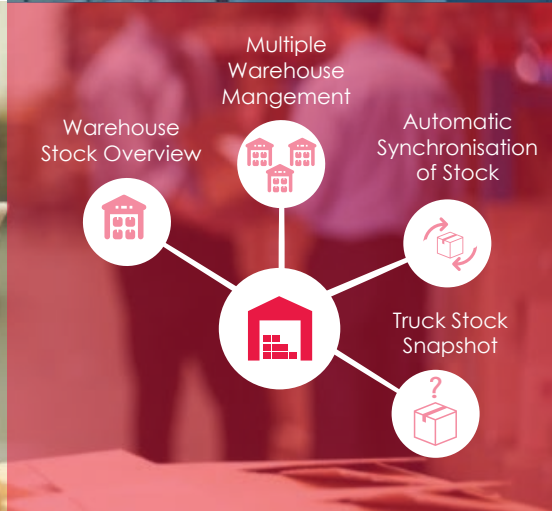 Multiple
Warehouse
Mangement
Warehouse
Stock Overview
Automatic
Synchronisation
of Stock
Truck Stock
Snapshot
?